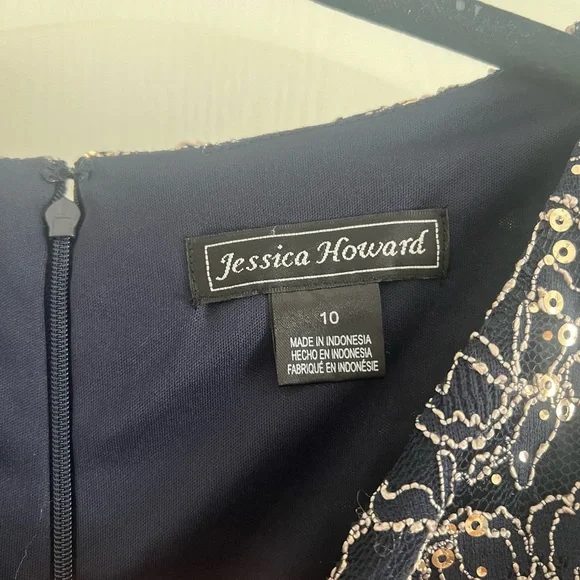 Jessica Howard
10
MADE IN INDONESIA
HECHO EN INDONESIA
FABRIQUÉ EN INDONÉSIE